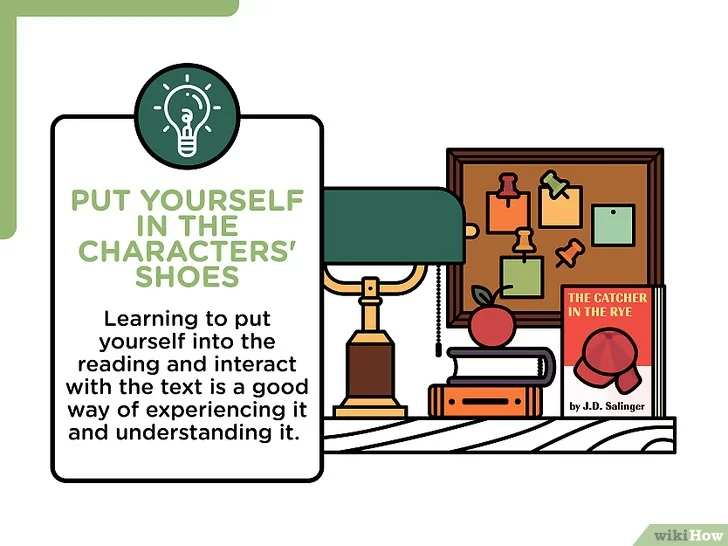 PUT YOURSELF
IN THE
CHARACTERS'
SHOES
Learning to put
yourself into the
reading and interact
with the text is a good
way of experiencing it
and understanding it.
THE CATCHER
IN THE RYE
by J.D. Salinger
wikiHow